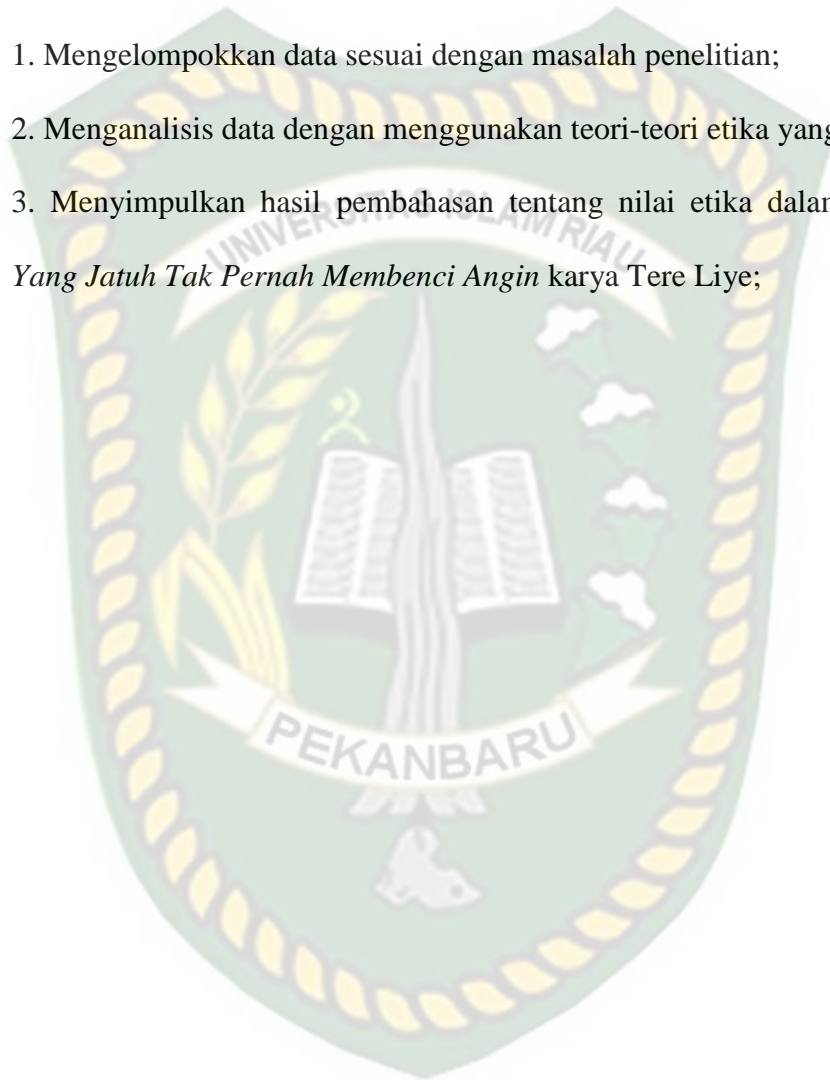 1. Mengelompokkan data sesuai dengan masalah penelitian;
2. Menganalisis data dengan menggunakan teori-teori etika yang
3. Menyimpulkan hasil pembahasan tentang nilai etika dalam
UNIVERSITAS ISLAM RIAU
Yang Jatuh Tak Pernah Membenci Angin karya Tere Liye;
PEKANBARU